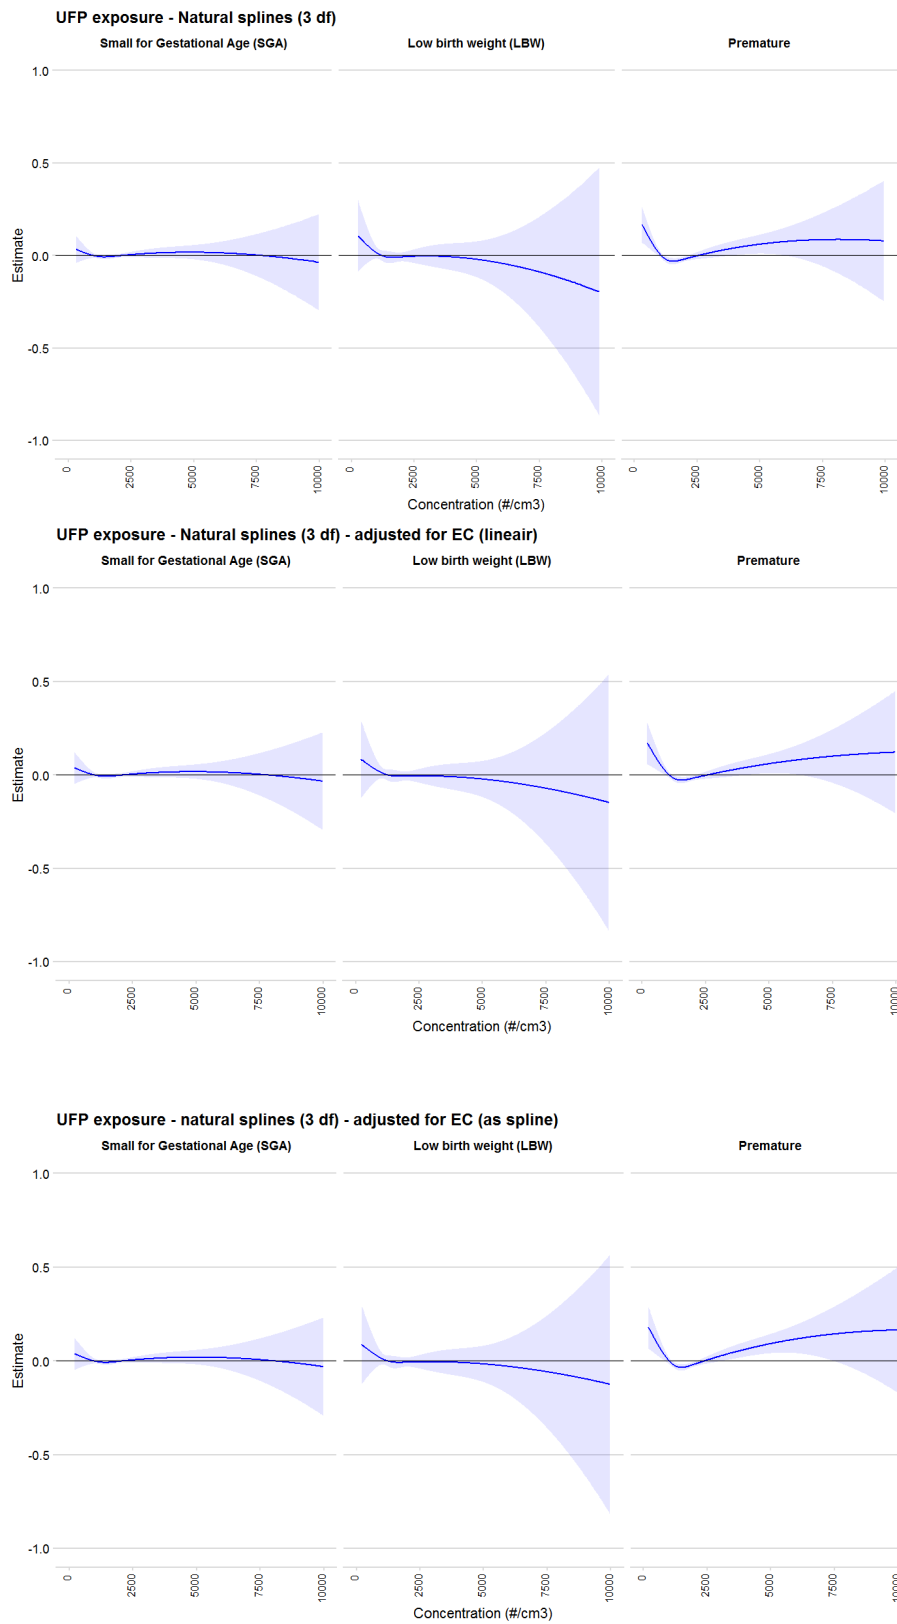 UFP exposure - Natural splines (3 df)
Small for Gestational Age (SGA) Low birth weight (LBW) Premature
1.0
0.5
0.0
-0.5
-1.0
Estimate
0 2500 5000 7500 10000 0 2500 5000 7500 10000 0 2500 5000 7500 10000
Concentration (#/cm3)
UFP exposure - Natural splines (3 df) - adjusted for EC (lineair)
Small for Gestational Age (SGA) Low birth weight (LBW) Premature
1.0
0.5
0.0
-0.5
-1.0
Estimate
0 2500 5000 7500 10000 0 2500 5000 7500 10000 0 2500 5000 7500 10000
Concentration (#/cm3)
UFP exposure - natural splines (3 df) - adjusted for EC (as spline)
Small for Gestational Age (SGA) Low birth weight (LBW) Premature
1.0
0.5
0.0
-0.5
-1.0
Estimate
0 2500 5000 7500 10000 0 2500 5000 7500 10000 0 2500 5000 7500 10000
Concentration (#/cm3)